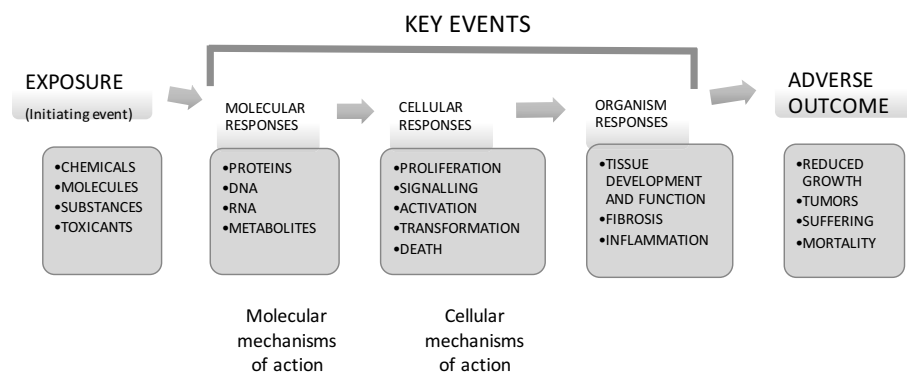 KEY EVENTS
EXPOSURE
(Initiating event)
MOLECULAR
RESPONSES
CELLULAR
RESPONSES
ORGANISM
RESPONSES
ADVERSE
OUTCOME
•CHEMICALS
•MOLECULES
•SUBSTANCES
•TOXICANTS
•PROTEINS
•DNA
•RNA
•METABOLITES
•PROLIFERATION
•SIGNALLING
•ACTIVATION
•TRANSFORMATION
•DEATH
•TISSUE
DEVELOPMENT
AND FUNCTION
•FIBROSIS
•INFLAMMATION
•REDUCED
GROWTH
•TUMORS
•SUFFERING
•MORTALITY
Molecular
mechanisms
of action
Cellular
mechanisms
of action